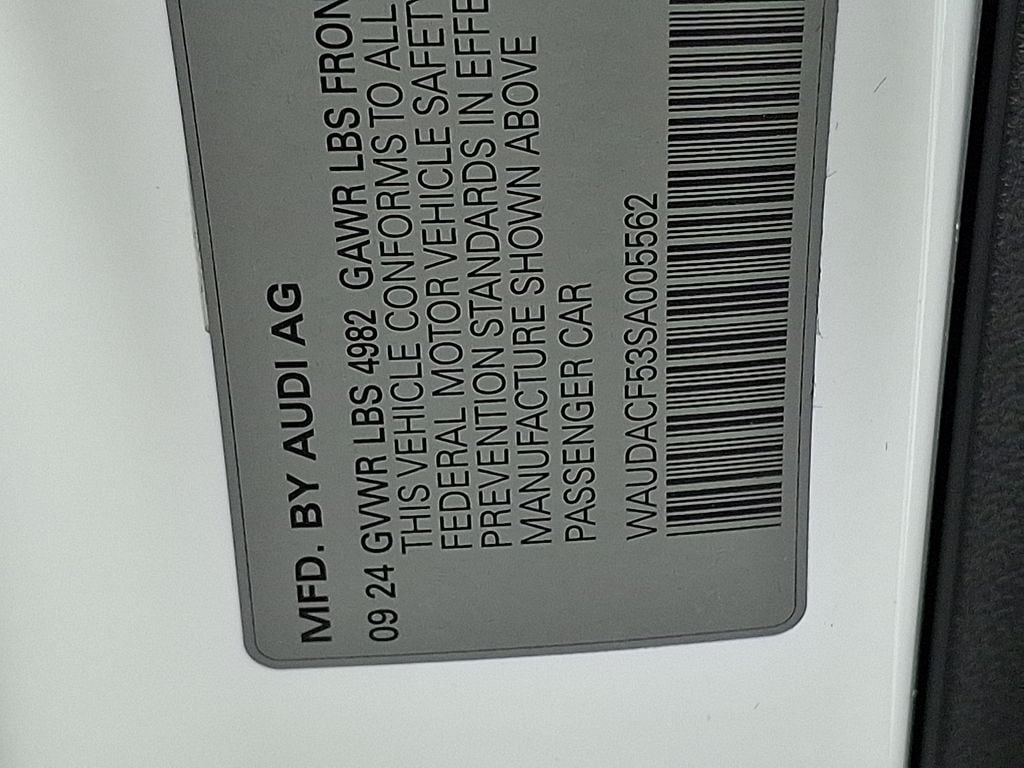 MFD. BY AUDI AG
09 24 GVWR LBS 4982 GAWR LBS FRON
THIS VEHICLE CONFORMS TO ALL
FEDERAL MOTOR VEHICLE SAFETY
PREVENTION STANDARDS IN EFFE
MANUFACTURE SHOWN ABOVE
PASSENGER CAR
WAUDACF53SA005562